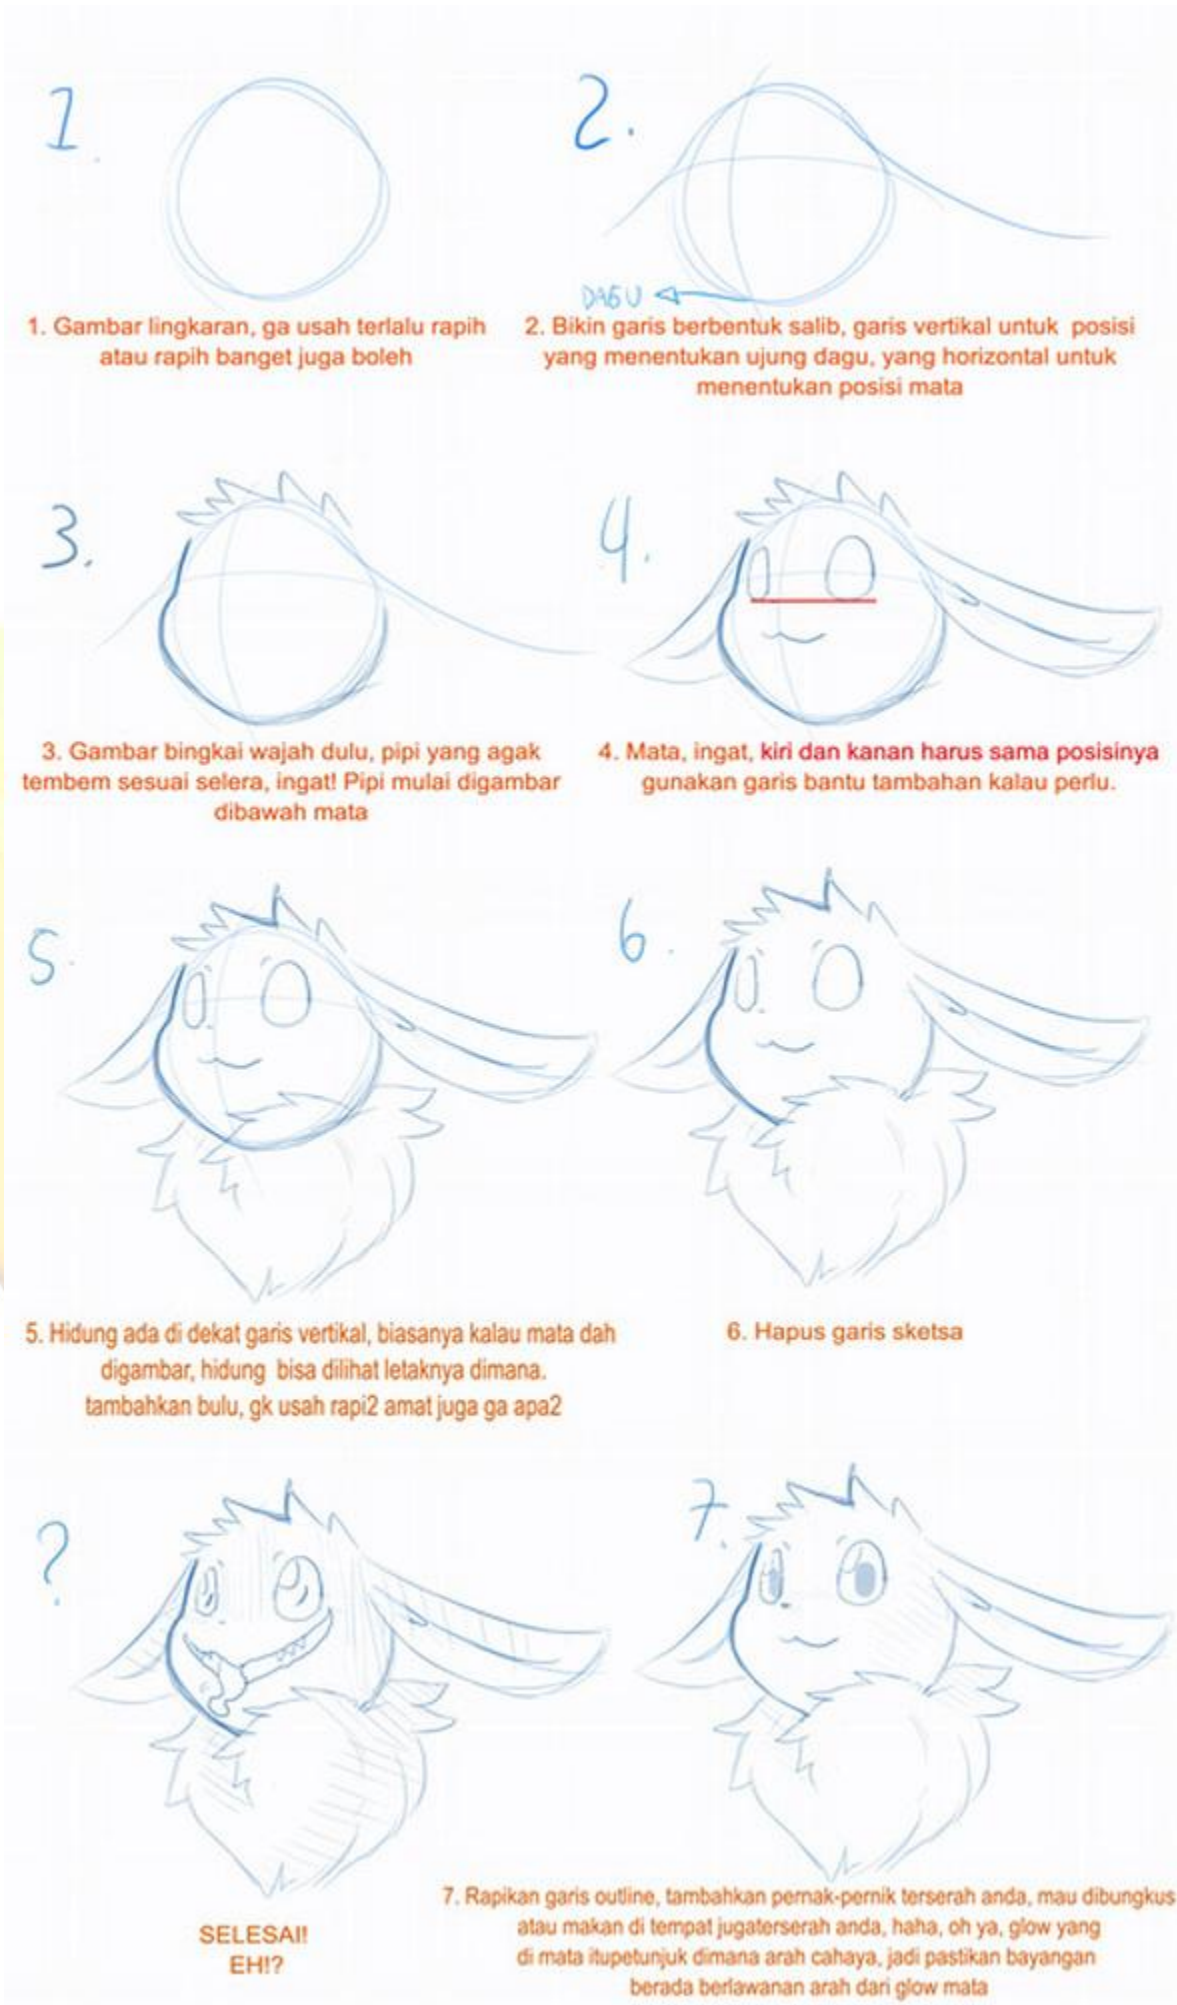 1.
1. Gambar lingkaran, ga usah terlalu rapih
atau rapih banget juga boleh
2.
DAGU
2. Bikin garis berbentuk salib, garis vertikal untuk posisi
yang menentukan ujung dagu, yang horizontal untuk
menentukan posisi mata
3.
3. Gambar bingkai wajah dulu, pipi yang agak
tembem sesuai selera, ingat! Pipi mulai digambar
dibawah mata
4.
4. Mata, ingat, kiri dan kanan harus sama posisinya
gunakan garis bantu tambahan kalau perlu.
5.
5. Hidung ada di dekat garis vertikal, biasanya kalau mata dah
digambar, hidung bisa dilihat letaknya dimana.
tambahkan bulu, gk usah rapi2 amat juga ga apa2
6.
6. Hapus garis sketsa
?
SELESAI!
EH!?
7.
7. Rapikan garis outline, tambahkan pernak-pernik terserah anda, mau dibungkus
atau makan di tempat jugaterserah anda, haha, oh ya, glow yang
di mata itupetunjuk dimana arah cahaya, jadi pastikan bayangan
berada berlawanan arah dari glow mata